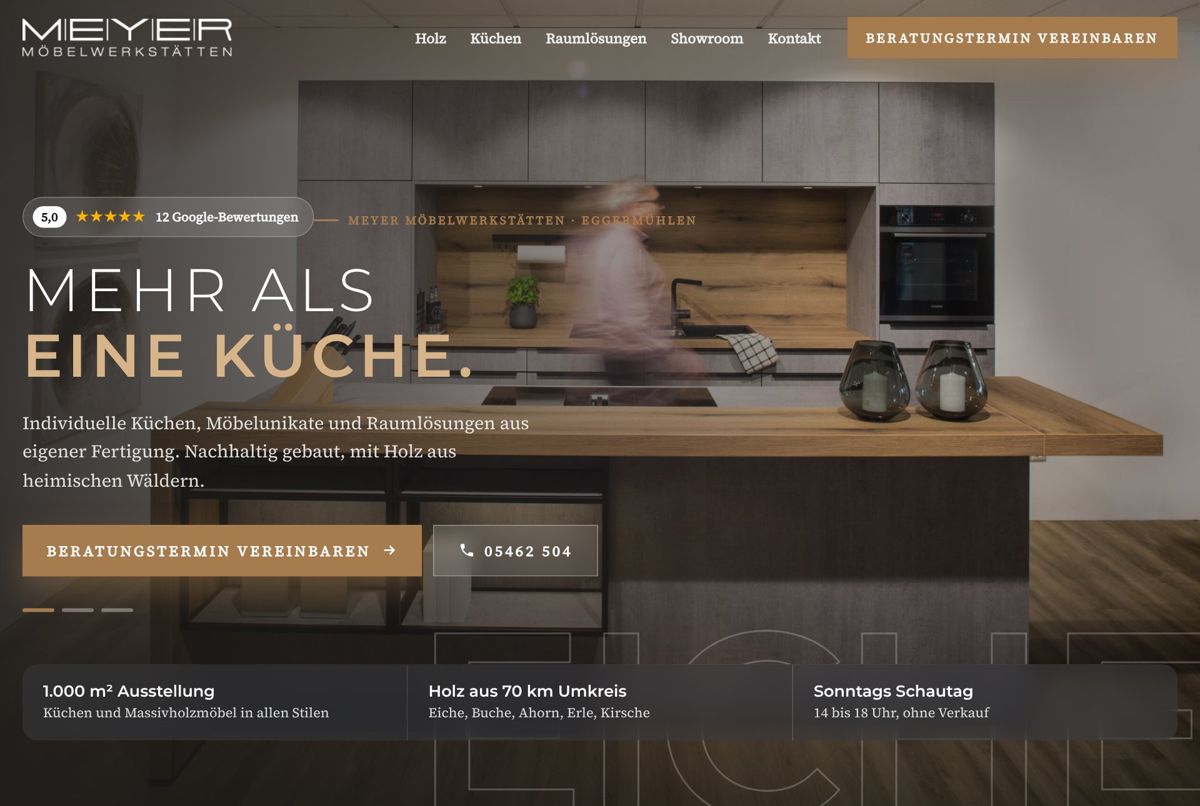 MEYER
MÖBELWERKSTÄTTEN
Holz Küchen Raumlösungen Showroom Kontakt BERATUNGSTERMIN VEREINBAREN
5,0 ★★★★★ 12 Google-Bewertungen
MEYER MÖBELWERKSTÄTTEN · EGGERMÜHLEN
MEHR ALS
EINE KÜCHE.
Individuelle Küchen, Möbelunikate und Raumlösungen aus
eigener Fertigung. Nachhaltig gebaut, mit Holz aus
heimischen Wäldern.
BERATUNGSTERMIN VEREINBAREN →
05462 504
EICHE
1.000 m² Ausstellung
Küchen und Massivholzmöbel in allen Stilen
Holz aus 70 km Umkreis
Eiche, Buche, Ahorn, Erle, Kirsche
Sonntags Schautag
14 bis 18 Uhr, ohne Verkauf